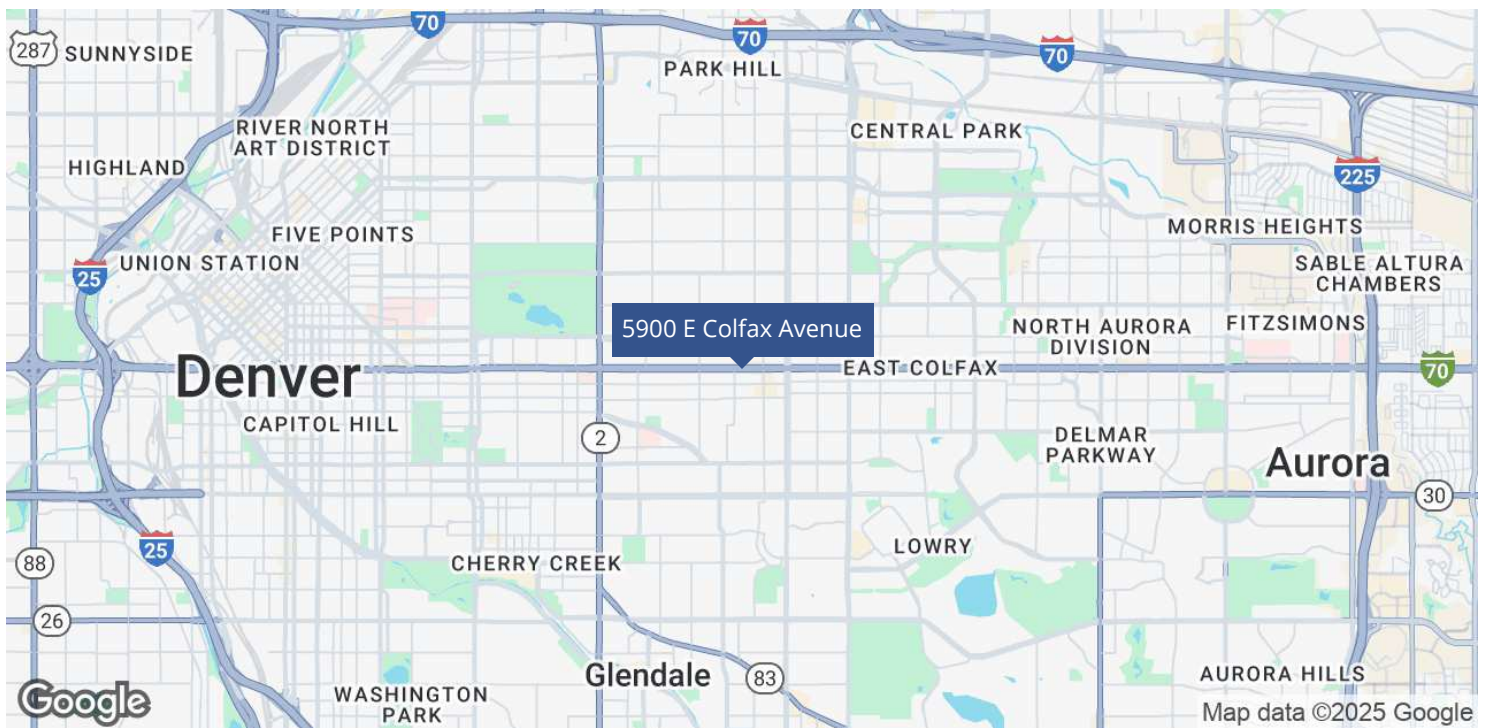 70
287
SUNNYSIDE
70
70
PARK HILL
RIVER NORTH
ART DISTRICT
CENTRAL PARK
HIGHLAND
225
FIVE POINTS
MORRIS HEIGHTS
UNION STATION
25
SABLE ALTURA
CHAMBERS
5900 E Colfax Avenue
NORTH AURORA
DIVISION
FITZSIMONS
Denver
EAST COLFAX
70
CAPITOL HILL
2
DELMAR
PARKWAY
Aurora
30
25
LOWRY
88
CHERRY CREEK
26
Glendale
83
AURORA HILLS
WASHINGTON
PARK
Google
Map data ©2025 Google